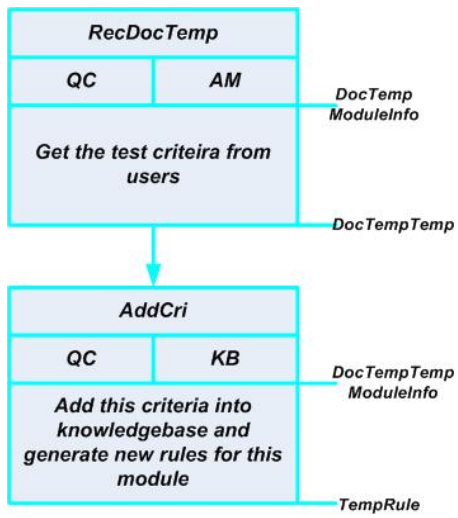 RecDocTemp
QC
AM
DocTemp
ModuleInfo
Get the test criteira from
users
DocTempTemp
AddCri
QC
KB
DocTempTemp
ModuleInfo
Add this criteria into
knowledgebase and
generate new rules for this
module
TempRule